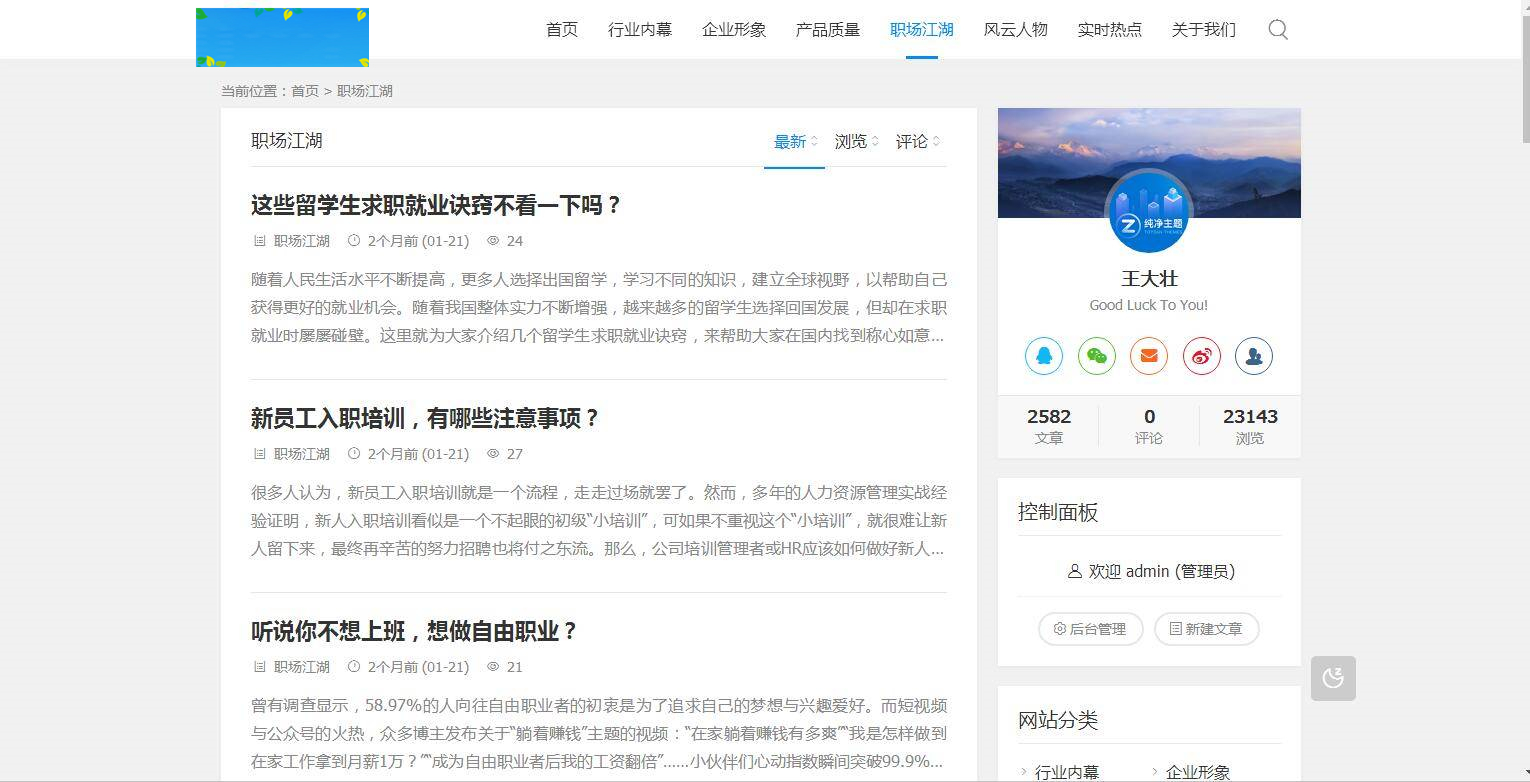 首页 行业内幕 企业形象 产品质量 职场江湖 风云人物 实时热点 关于我们
当前位置：首页 > 职场江湖
职场江湖 最新 浏览 评论
这些留学生求职就业诀窍不看一下吗？
职场江湖 2个月前 (01-21) 24
随着人民生活水平不断提高，更多人选择出国留学，学习不同的知识，建立全球视野，以帮助自己
获得更好的就业机会。随着我国整体实力不断增强，越来越多的留学生选择回国发展，但却在求职
就业时屡屡碰壁。这里就为大家介绍几个留学生求职就业诀窍，来帮助大家在国内找到称心如意...
新员工入职培训，有哪些注意事项？
职场江湖 2个月前 (01-21) 27
很多人认为，新员工入职培训就是一个流程，走走过场就罢了。然而，多年的人力资源管理实战经
验证明，新人入职培训看似是一个不起眼的初级“小培训”，可如果不重视这个“小培训”，就很难让新
人留下来，最终再辛苦的努力招聘也将付之东流。那么，公司培训管理者或HR应该如何做好新人...
听说你不想上班，想做自由职业？
职场江湖 2个月前 (01-21) 21
曾有调查显示，58.97%的人向往自由职业者的初衷是为了追求自己的梦想与兴趣爱好。而短视频
与公众号的火热，众多博主发布关于“躺着赚钱”主题的视频：“在家躺着赚钱有多爽”“我是怎样做到
在家工作拿到月薪1万？”“成为自由职业者后我的工资翻倍”......小伙伴们心动指数瞬间突破99.9%...
Z 纯净主题
王大壮
Good Luck To You!
2582 0 23143
文章 评论 浏览
控制面板
欢迎 admin (管理员)
后台管理 新建文章
网站分类
行业内幕 企业形象